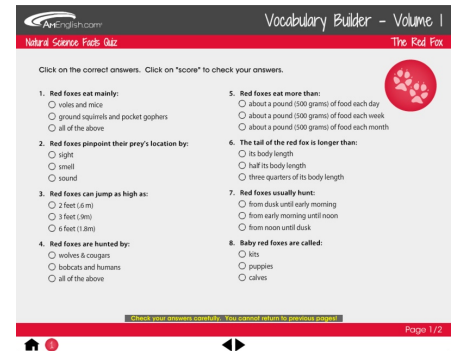 AmEnglish.com
Vocabulary Builder - Volume 1
Natural Science Facts Quiz
The Red Fox
Click on the correct answers. Click on "score" to check your answers.
1. Red foxes eat mainly:
voles and mice
ground squirrels and pocket gophers
all of the above
2. Red foxes pinpoint their prey's location by:
sight
smell
sound
3. Red foxes can jump as high as:
2 feet (.6 m)
3 feet (.9m)
6 feet (1.8m)
4. Red foxes are hunted by:
wolves & cougars
bobcats and humans
all of the above
5. Red foxes eat more than:
about a pound (500 grams) of food each day
about a pound (500 grams) of food each week
about a pound (500 grams) of food each month
6. The tail of the red fox is longer than:
its body length
half its body length
three quarters of its body length
7. Red foxes usually hunt:
from dusk until early morning
from early morning until noon
from noon until dusk
8. Baby red foxes are called:
kits
puppies
calves
Check your answers carefully. You cannot return to previous pages!
Page 1/2